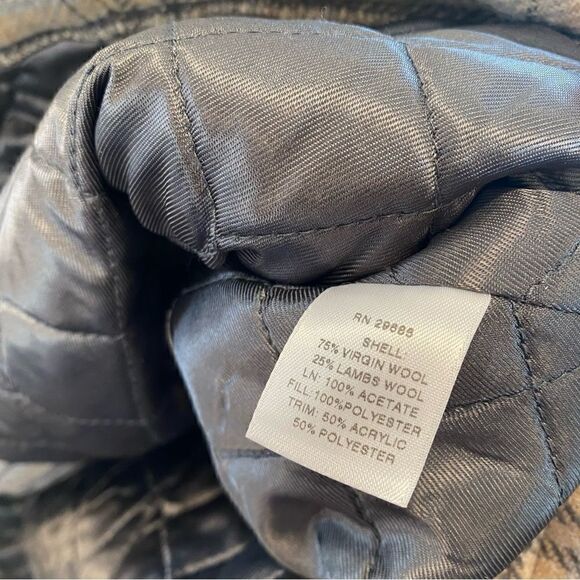 RN 29685
SHELL:
75% VIRGIN WOOL
25% LAMBS WOOL
LN: 100% ACETATE
FILL:100%POLYESTER
TRIM: 50% ACRYLIC
50% POLYESTER